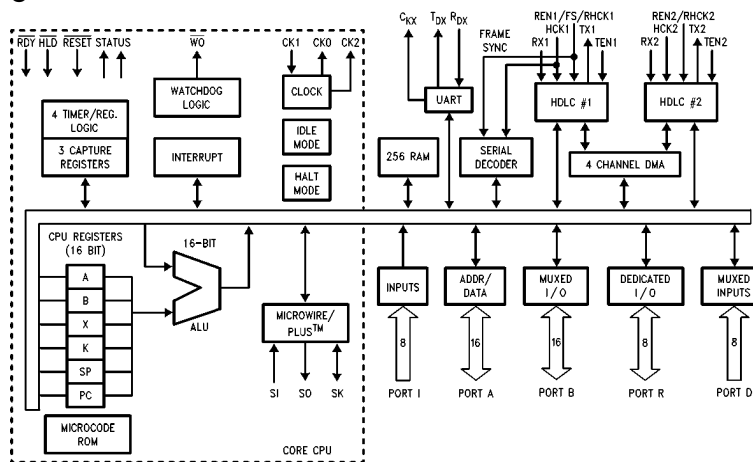 RDY HLD RESET STATUS
WO
CK1 CK0 CK2
CKX TDX RDX
FRAME
SYNC
REN1/FS/RHCK1
HCK1
RX1 TX1 TEN1
REN2/RHCK2
HCK2
RX2 TX2 TEN2
WATCHDOG
LOGIC
CLOCK
UART
HDLC #1
HDLC #2
4 TIMER/REG.
LOGIC
3 CAPTURE
REGISTERS
INTERRUPT
IDLE
MODE
HALT
MODE
256 RAM
SERIAL
DECODER
4 CHANNEL DMA
CPU REGISTERS
(16 BIT)
A
B
X
K
SP
PC
16-BIT
ALU
MICROWIRE/
PLUS™
SI SO SK
MICROCODE
ROM
CORE CPU
INPUTS
ADDR/
DATA
MUXED
I/O
DEDICATED
I/O
MUXED
INPUTS
8 16 16 8 8
PORT I PORT A PORT B PORT R PORT D